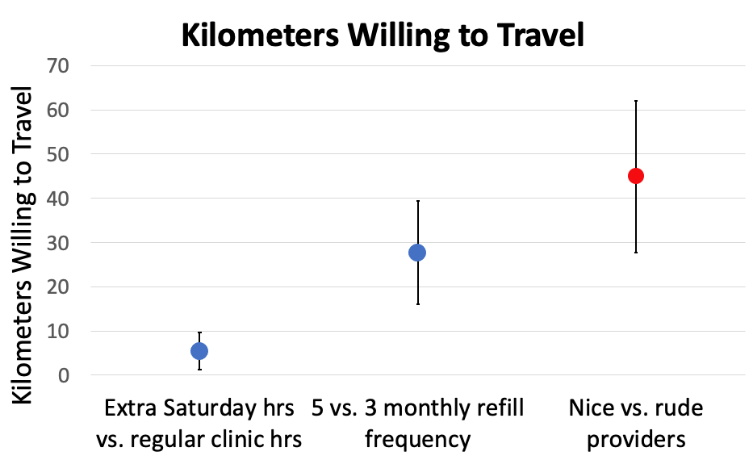 Kilometers Willing to Travel
Kilometers Willing to Travel
70
60
50
40
30
20
10
0
Extra Saturday hrs
vs. regular clinic hrs
5 vs. 3 monthly refill
frequency
Nice vs. rude
providers